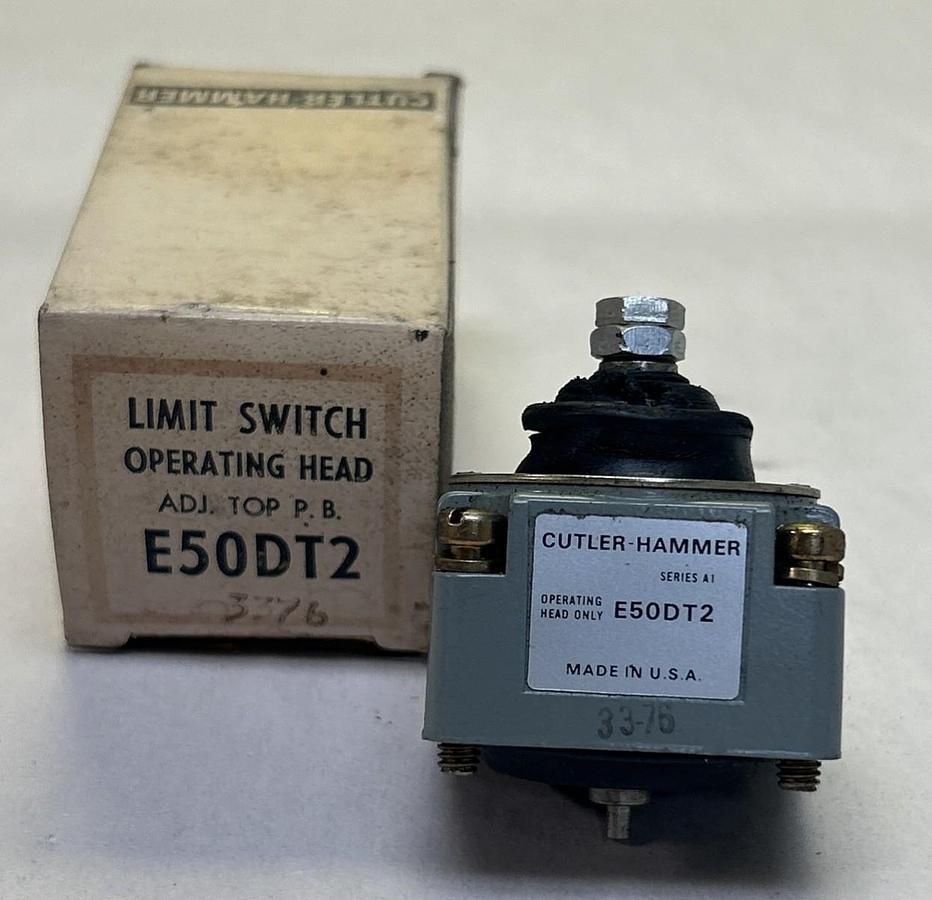 CUTLER-HAMMER
LIMIT SWITCH
OPERATING HEAD
ADJ. TOP P. B.
E50DT2
CUTLER-HAMMER
SERIES A1
OPERATING
HEAD ONLY E50DT2
MADE IN U.S.A.
33-76